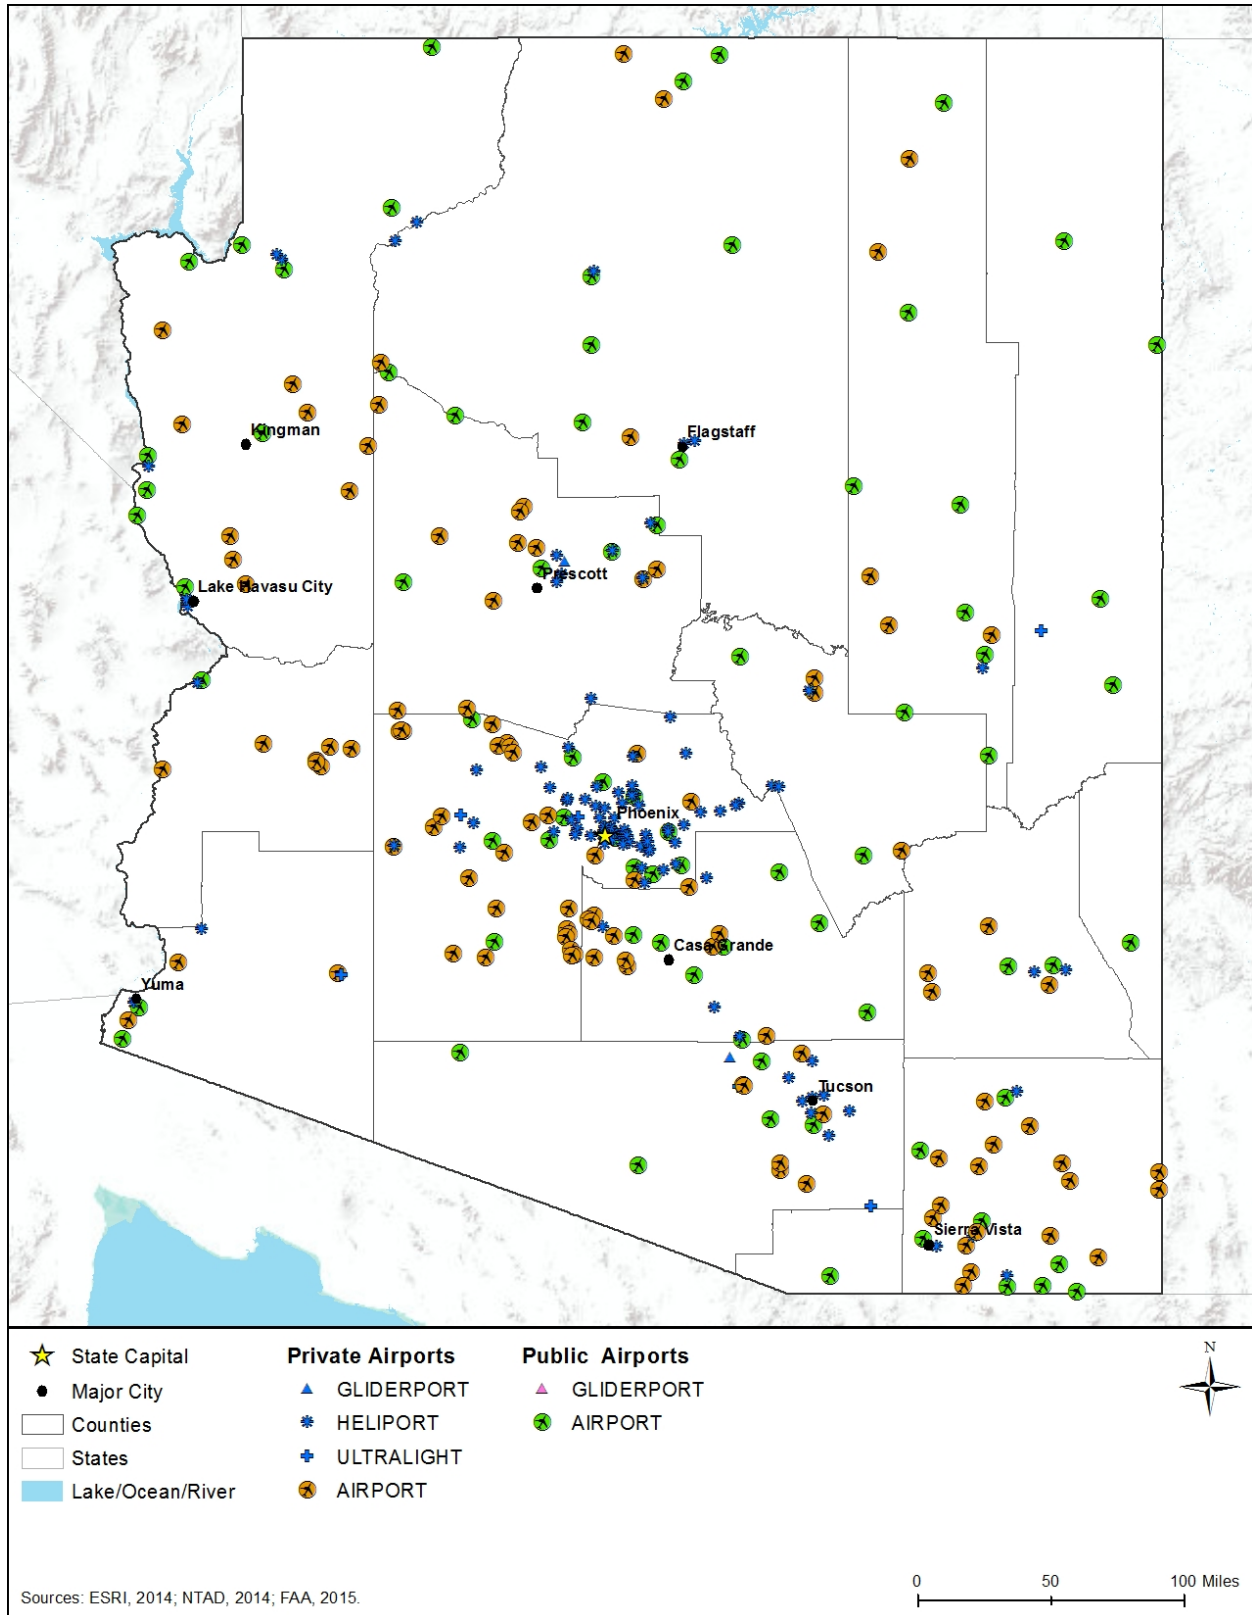 Kingman
Flagstaff
Prescott
Lake Havasu City
Phoenix
Casa Grande
Yuma
Tucson
Sierra Vista
State Capital
Major City
Counties
States
Lake/Ocean/River
Private Airports
GLIDERPORT
HELIPORT
ULTRALIGHT
AIRPORT
Public Airports
GLIDERPORT
AIRPORT
N
0 50 100 Miles
Sources: ESRI, 2014; NTAD, 2014; FAA, 2015.